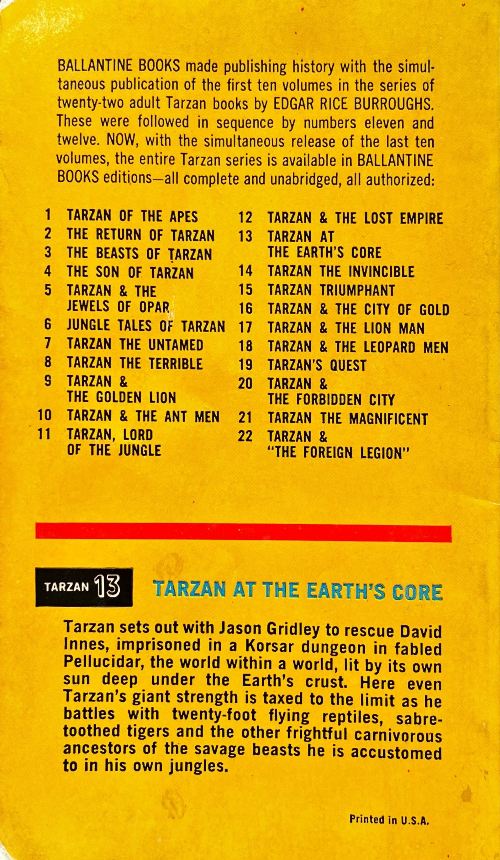 BALLANTINE BOOKS made publishing history with the simul-
taneous publication of the first ten volumes in the series of
twenty-two adult Tarzan books by EDGAR RICE BURROUGHS.
These were followed in sequence by numbers eleven and
twelve. NOW, with the simultaneous release of the last ten
volumes, the entire Tarzan series is available in BALLANTINE
BOOKS editions—all complete and unabridged, all authorized:
1 TARZAN OF THE APES
2 THE RETURN OF TARZAN
3 THE BEASTS OF TARZAN
4 THE SON OF TARZAN
5 TARZAN & THE
JEWELS OF OPAR
6 JUNGLE TALES OF TARZAN
7 TARZAN THE UNTAMED
8 TARZAN THE TERRIBLE
9 TARZAN &
THE GOLDEN LION
10 TARZAN & THE ANT MEN
11 TARZAN, LORD
OF THE JUNGLE
12 TARZAN & THE LOST EMPIRE
13 TARZAN AT
THE EARTH'S CORE
14 TARZAN THE INVINCIBLE
15 TARZAN TRIUMPHANT
16 TARZAN & THE CITY OF GOLD
17 TARZAN & THE LION MAN
18 TARZAN & THE LEOPARD MEN
19 TARZAN'S QUEST
20 TARZAN &
THE FORBIDDEN CITY
21 TARZAN THE MAGNIFICENT
22 TARZAN &
"THE FOREIGN LEGION"
TARZAN 13 TARZAN AT THE EARTH'S CORE
Tarzan sets out with Jason Gridley to rescue David
Innes, imprisoned in a Korsar dungeon in fabled
Pellucidar, the world within a world, lit by its own
sun deep under the Earth's crust. Here even
Tarzan's giant strength is taxed to the limit as he
battles with twenty-foot flying reptiles, sabre-
toothed tigers and the other frightful carnivorous
ancestors of the savage beasts he is accustomed
to in his own jungles.
Printed in U.S.A.